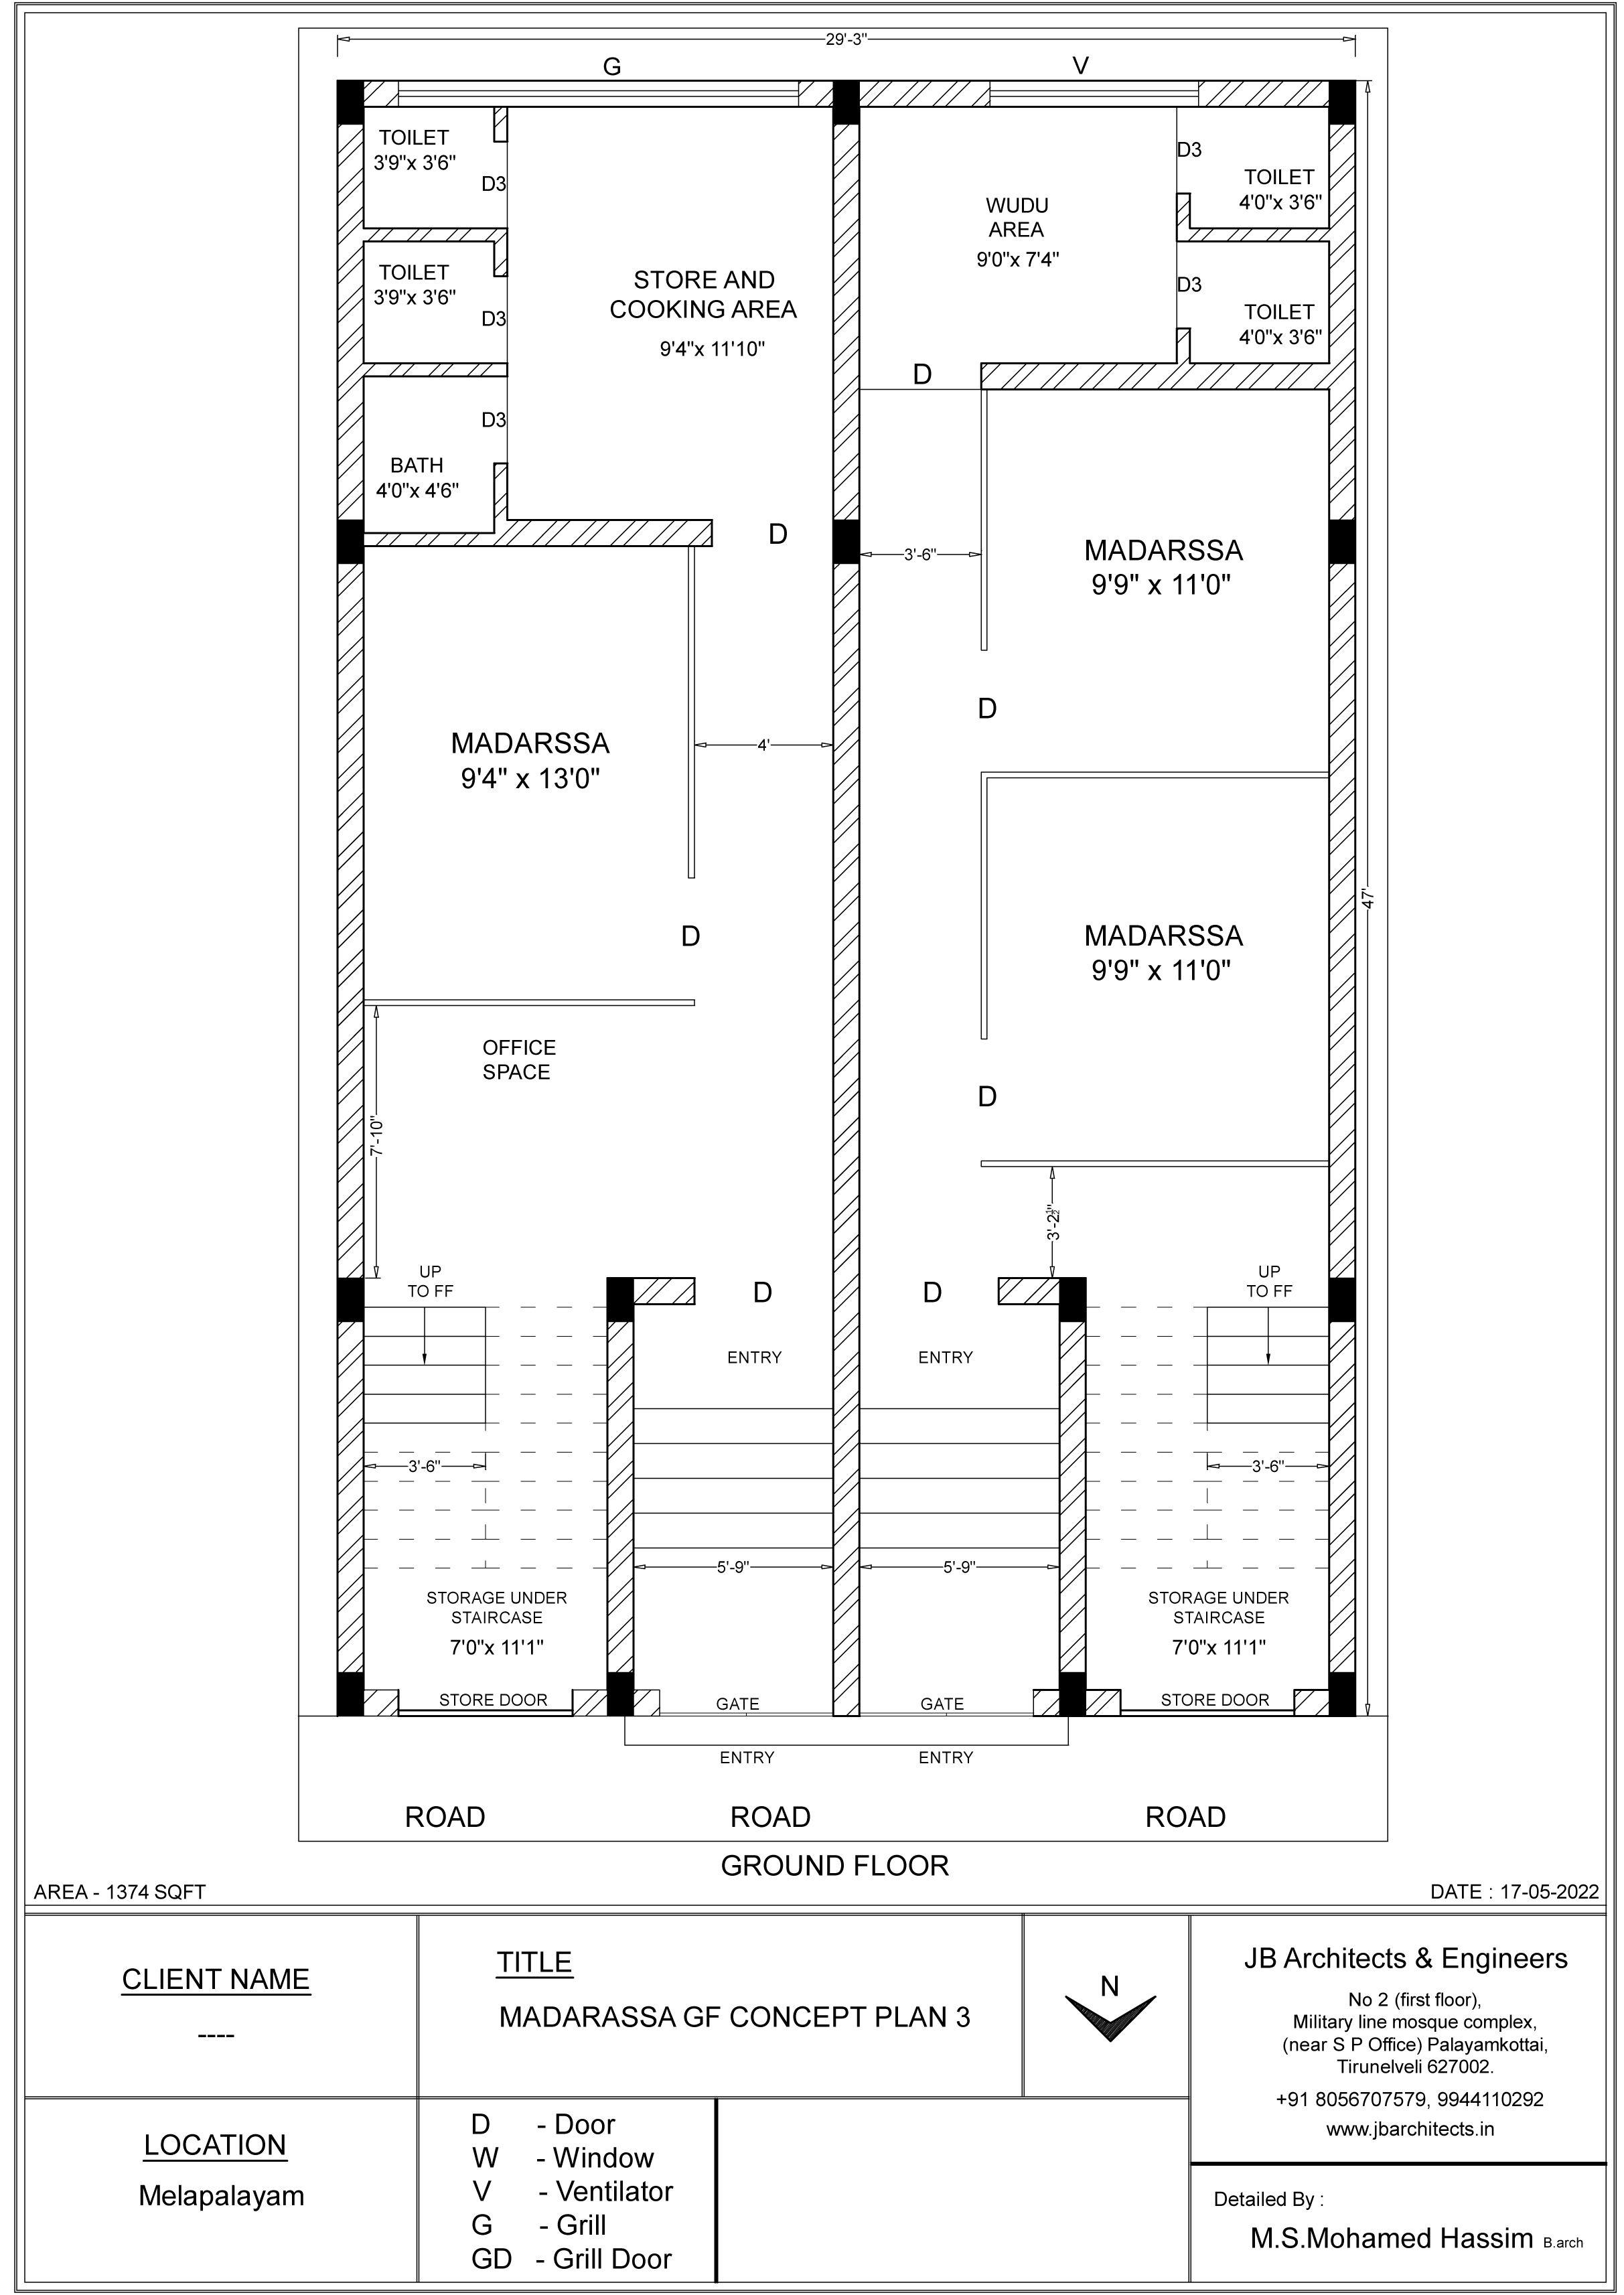 29'-3"
G
V
TOILET
3'9"x 3'6"
D3
D3
TOILET
4'0"x 3'6"
WUDU
AREA
9'0"x 7'4"
TOILET
3'9"x 3'6"
D3
STORE AND
COOKING AREA
9'4"x 11'10"
D3
TOILET
4'0"x 3'6"
D
D3
BATH
4'0"x 4'6"
D
3'-6"
MADARSSA
9'9" x 11'0"
D
MADARSSA
9'4" x 13'0"
4'
47'
D
MADARSSA
9'9" x 11'0"
OFFICE
SPACE
7'-10"
D
3'-2½"
UP
TO FF
D
D
UP
TO FF
ENTRY
ENTRY
3'-6"
3'-6"
5'-9"
5'-9"
STORAGE UNDER
STAIRCASE
7'0"x 11'1"
STORAGE UNDER
STAIRCASE
7'0"x 11'1"
STORE DOOR
GATE
GATE
STORE DOOR
ENTRY
ENTRY
ROAD
ROAD
ROAD
GROUND FLOOR
AREA - 1374 SQFT
DATE : 17-05-2022
CLIENT NAME
----
TITLE
MADARASSA GF CONCEPT PLAN 3
N
JB Architects & Engineers
No 2 (first floor),
Military line mosque complex,
(near S P Office) Palayamkottai,
Tirunelveli 627002.
+91 8056707579, 9944110292
www.jbarchitects.in
LOCATION
Melapalayam
D - Door
W - Window
V - Ventilator
G - Grill
GD - Grill Door
Detailed By :
M.S.Mohamed Hassim B.arch